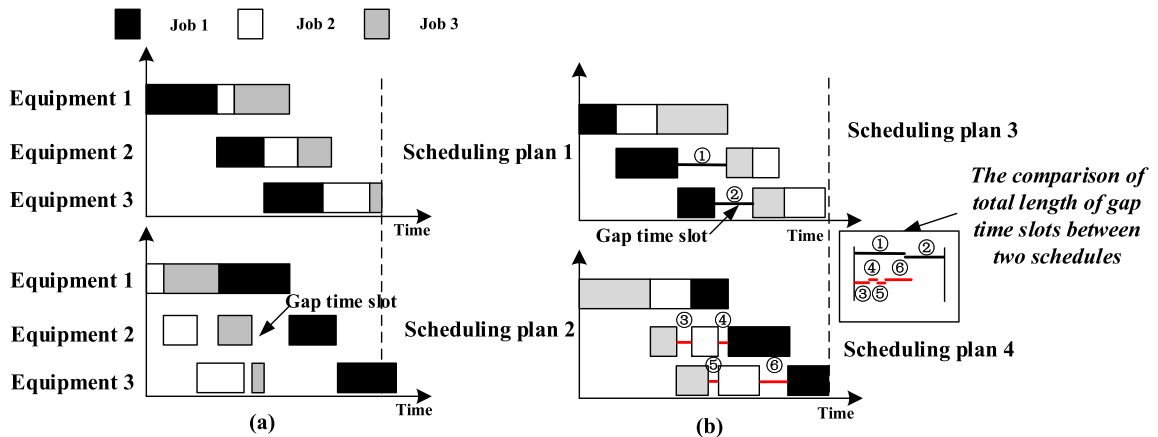 Job 1 Job 2 Job 3
Equipment 1
Equipment 2
Equipment 3
Scheduling plan 1
Time
Equipment 1
Gap time slot
Equipment 2
Scheduling plan 2
Equipment 3
Time
(a)
Scheduling plan 3
①
②
Gap time slot
Time
The comparison of
total length of gap
time slots between
two schedules
① ②
④ ⑥
③ ⑤
③ ④
Scheduling plan 4
⑤ ⑥
Time
(b)